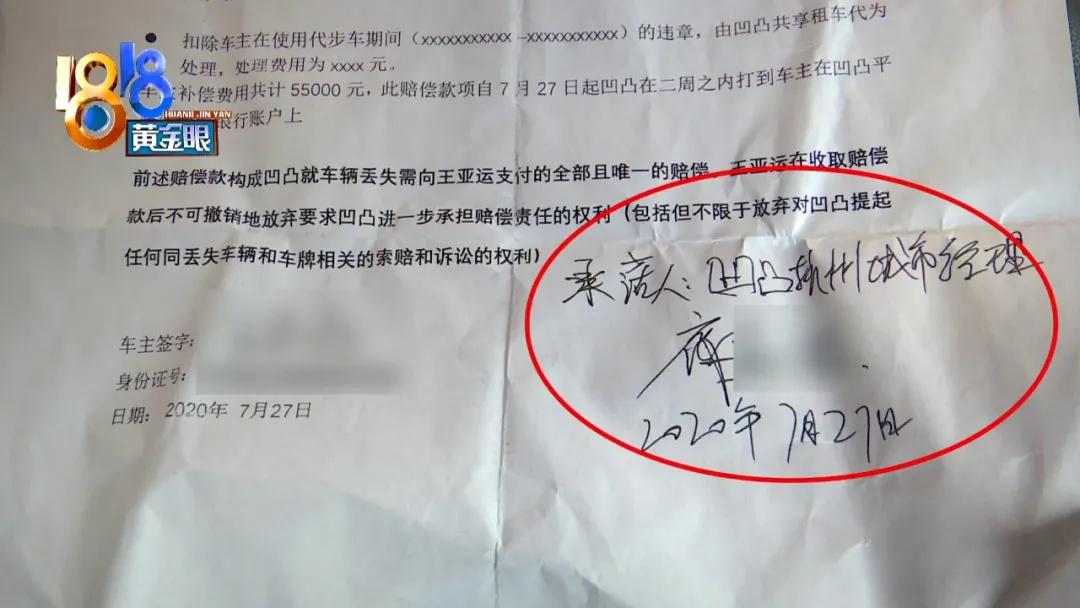 扣除车主在使用代步车期间（xxxxxxxxxxx –xxxxxxxxxxx）的违章，由凹凸共享租车代为
处理，处理费用为 xxxx 元。
补偿费用共计 55000 元，此赔偿款项自 7 月 27 日起凹凸在二周之内打到车主在凹凸平
银行账户上
1818
HUANG JIN YAN
黄金眼
前述赔偿款构成凹凸就车辆丢失需向王亚运支付的全部且唯一的赔偿，王亚运在收取赔偿
款后不可撤销地放弃要求凹凸进一步承担赔偿责任的权利（包括但不限于放弃对凹凸提起
任何同丢失车辆和车牌相关的索赔和诉讼的权利）
承诺人：凹凸杭州城市经理
2020年7月27日
车主签字：
身份证号：
日期：2020年 7月27日